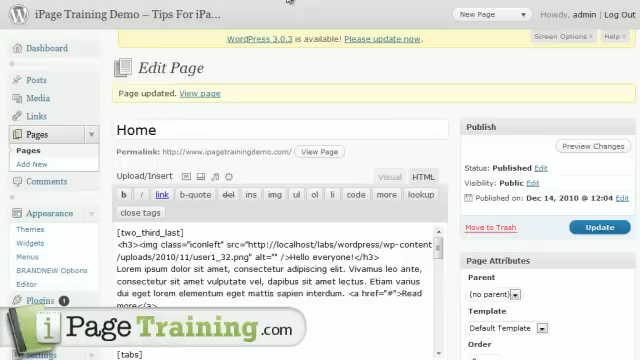 iPage Training Demo – Tips For iPa...
New Page
Howdy, admin | Log Out
WordPress 3.0.3 is available! Please update now.
Screen Options
Help
Dashboard
Edit Page
Posts
Page updated. View page
Media
Links
Pages
Home
Publish
Pages
Permalink: http://www.ipagetrainingdemo.com/ View Page
Preview Changes
Add New
Upload/Insert
Visual
HTML
Status: Published Edit
Comments
Visibility: Public Edit
b i link b-quote del ins img ul ol li code more lookup
Published on: Dec 14, 2010 @ 12:04 Edit
close tags
Appearance
Move to Trash
Update
Themes
[two_third_last]
Widgets
<h3><img class="iconleft" src="http://localhost/labs/wordpress/wp-content
Page Attributes
Menus
/uploads/2010/11/user1_32.png" alt="" />Hello everyone!</h3>
BRANDNEW Options
Lorem ipsum dolor sit amet, consectetur adipiscing elit. Vivamus leo ante,
Parent
Editor
consectetur sit amet vulputate vel, dapibus sit amet lectus. Etiam varius
(no parent)
Plugins 1
dui eget lorem elementum eget mattis sapien interdum. <a href="#">Read
Template
more</a>
Default Template
iPageTraining.com
[tabs]
Order